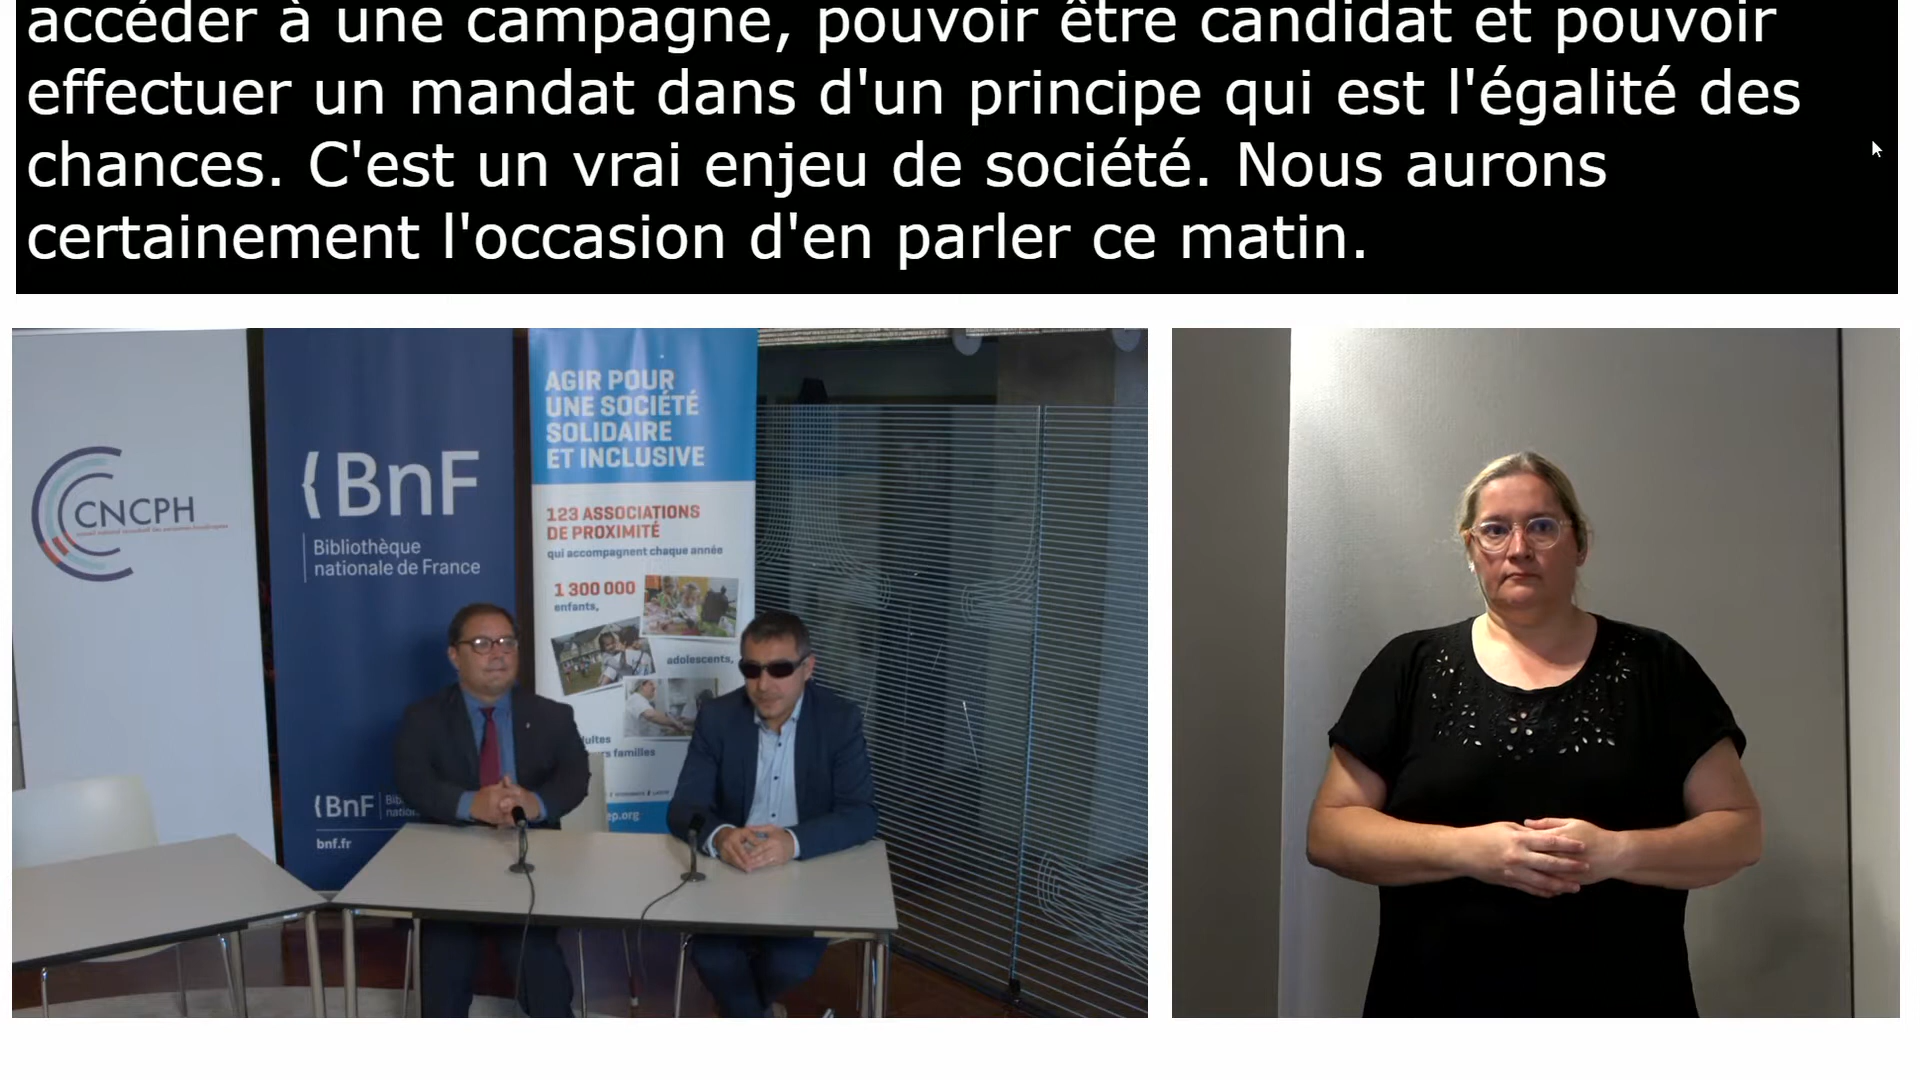 accéder à une campagne, pouvoir être candidat et pouvoir
effectuer un mandat dans d'un principe qui est l'égalité des
chances. C'est un vrai enjeu de société. Nous aurons
certainement l'occasion d'en parler ce matin.
CNCPH
{BnF
Bibliothèque
nationale de France
{BnF
bnf.fr
AGIR POUR
UNE SOCIÉTÉ
SOLIDAIRE
ET INCLUSIVE
123 ASSOCIATIONS
DE PROXIMITÉ
qui accompagnent chaque année
1 300 000
enfants,
adolescents,
familles
ep.org